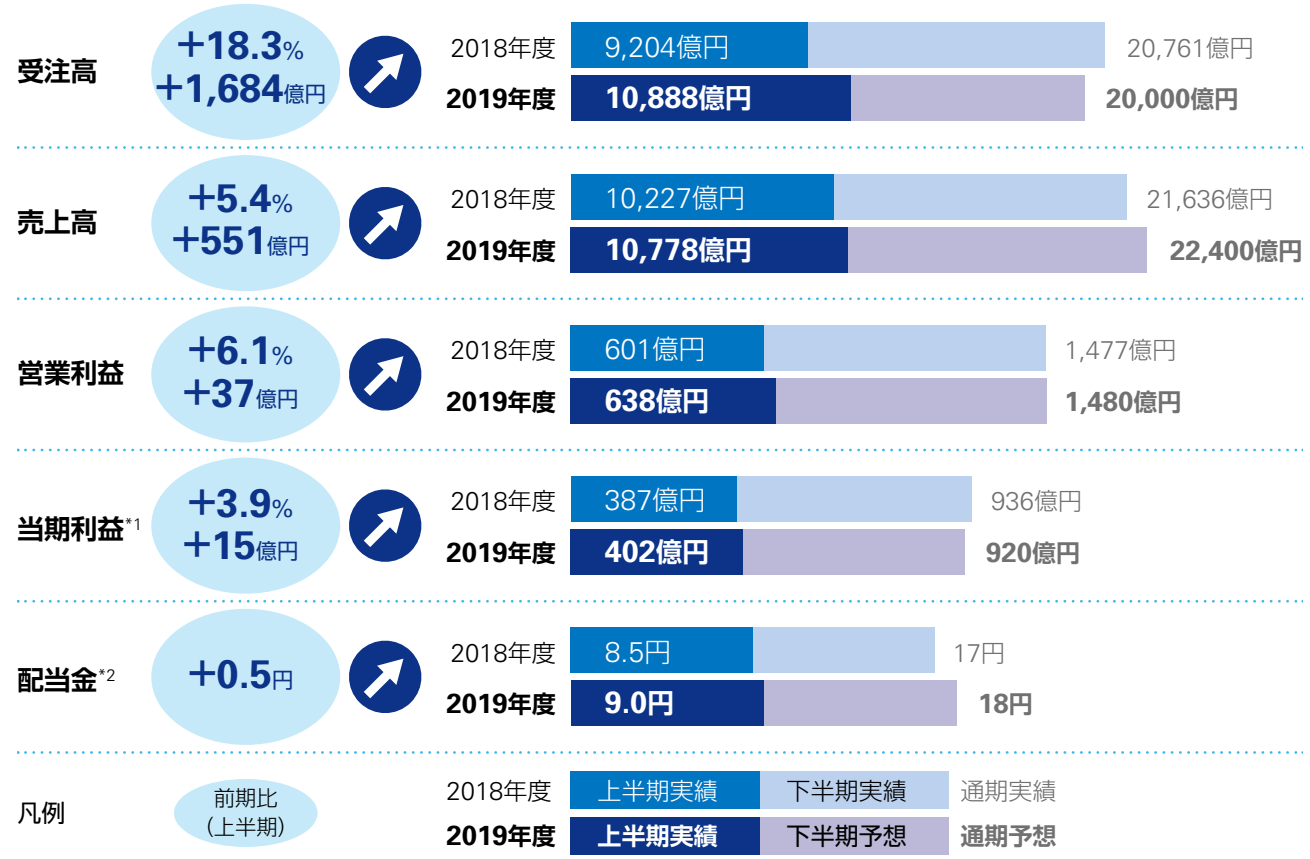 受注高
+18.3%
+1,684億円
2018年度 9,204億円 20,761億円
2019年度 10,888億円 20,000億円
売上高
+5.4%
+551億円
2018年度 10,227億円 21,636億円
2019年度 10,778億円 22,400億円
営業利益
+6.1%
+37億円
2018年度 601億円 1,477億円
2019年度 638億円 1,480億円
当期利益*1
+3.9%
+15億円
2018年度 387億円 936億円
2019年度 402億円 920億円
配当金*2
+0.5円
2018年度 8.5円 17円
2019年度 9.0円 18円
凡例
前期比
(上半期)
2018年度 上半期実績 下半期実績 通期実績
2019年度 上半期実績 下半期予想 通期予想